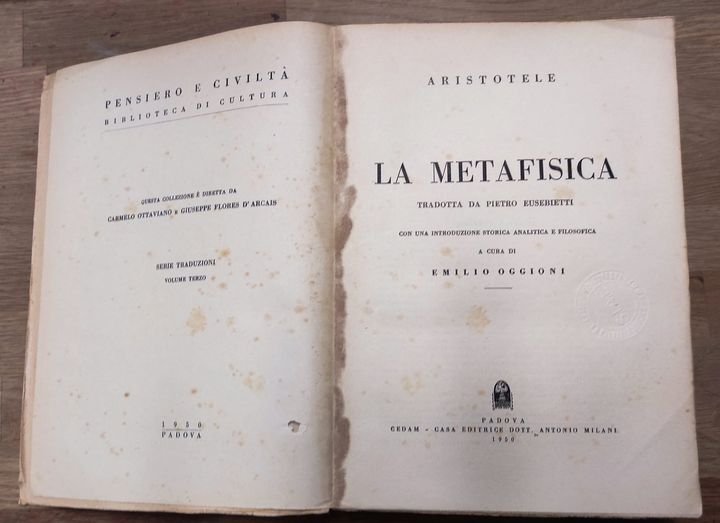 PENSIERO E CIVILTÀ
BIBLIOTECA DI CULTURA
QUESTA COLLEZIONE È DIRETTA DA
CARMELO OTTAVIANO E GIUSEPPE FLORES D'ARCAIS
SERIE TRADUZIONI
VOLUME TERZO
1950
PADOVA
ARISTOTELE
LA METAFISICA
TRADOTTA DA PIETRO EUSEBIETTI
CON UNA INTRODUZIONE STORICA ANALITICA E FILOSOFICA
A CURA DI
EMILIO OGGIONI
PADOVA
CEDAM - CASA EDITRICE DOTT. ANTONIO MILANI
1950